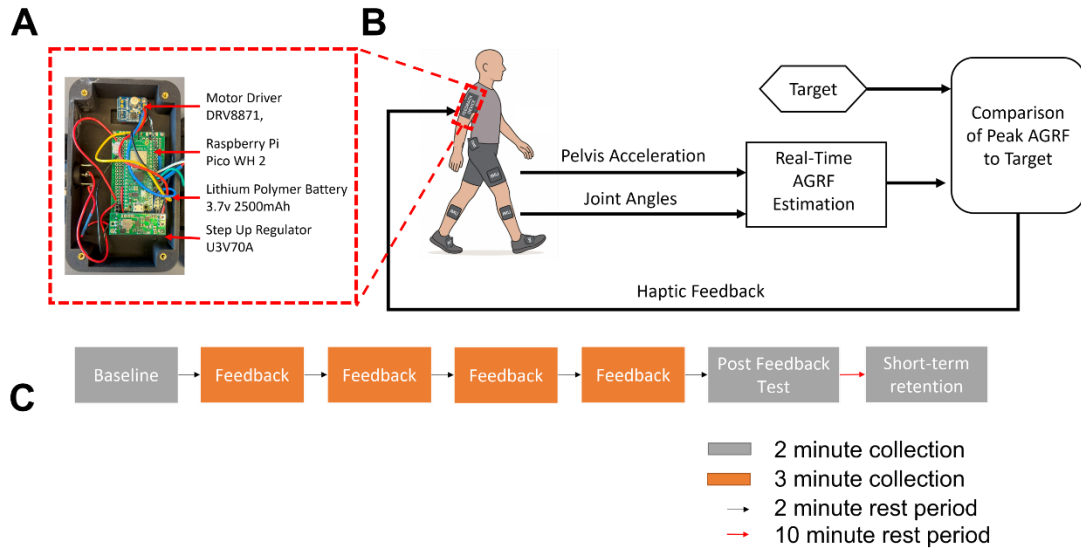 A
B
Motor Driver
DRV8871,
Raspberry Pi
Pico WH 2
Lithium Polymer Battery
3.7v 2500mAh
Step Up Regulator
U3V70A
IMU
IMU
IMU
Target
Pelvis Acceleration
Joint Angles
Real-Time
AGRF
Estimation
Comparison
of Peak AGRF
to Target
Haptic Feedback
C
Baseline
Feedback
Feedback
Feedback
Feedback
Post Feedback
Test
Short-term
retention
2 minute collection
3 minute collection
2 minute rest period
10 minute rest period